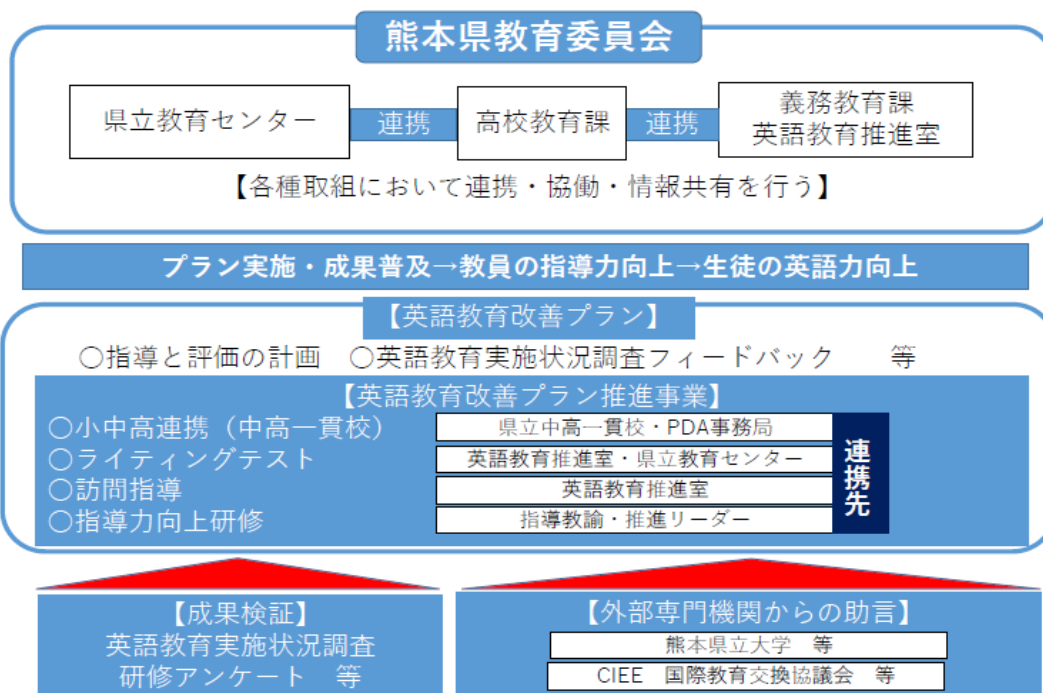 熊本県教育委員会
県立教育センター 連携 高校教育課 連携 義務教育課
英語教育推進室
【各種取組において連携・協働・情報共有を行う】
プラン実施・成果普及→教員の指導力向上→生徒の英語力向上
【英語教育改善プラン】
○指導と評価の計画 ○英語教育実施状況調査フィードバック 等
【英語教育改善プラン推進事業】
○小中高連携（中高一貫校） 県立中高一貫校・PDA事務局
○ライティングテスト 英語教育推進室・県立教育センター
○訪問指導 英語教育推進室
○指導力向上研修 指導教諭・推進リーダー
連携先
【成果検証】
英語教育実施状況調査
研修アンケート 等
【外部専門機関からの助言】
熊本県立大学 等
CIEE 国際教育交換協議会 等